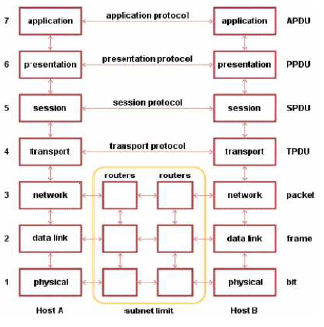 7 application application protocol application APDU
6 presentation presentation protocol presentation PPDU
5 session session protocol session SPDU
4 transport transport protocol transport TPDU
routers routers
3 network network packet
2 data link data link frame
1 physical physical bit
Host A subnet limit Host B